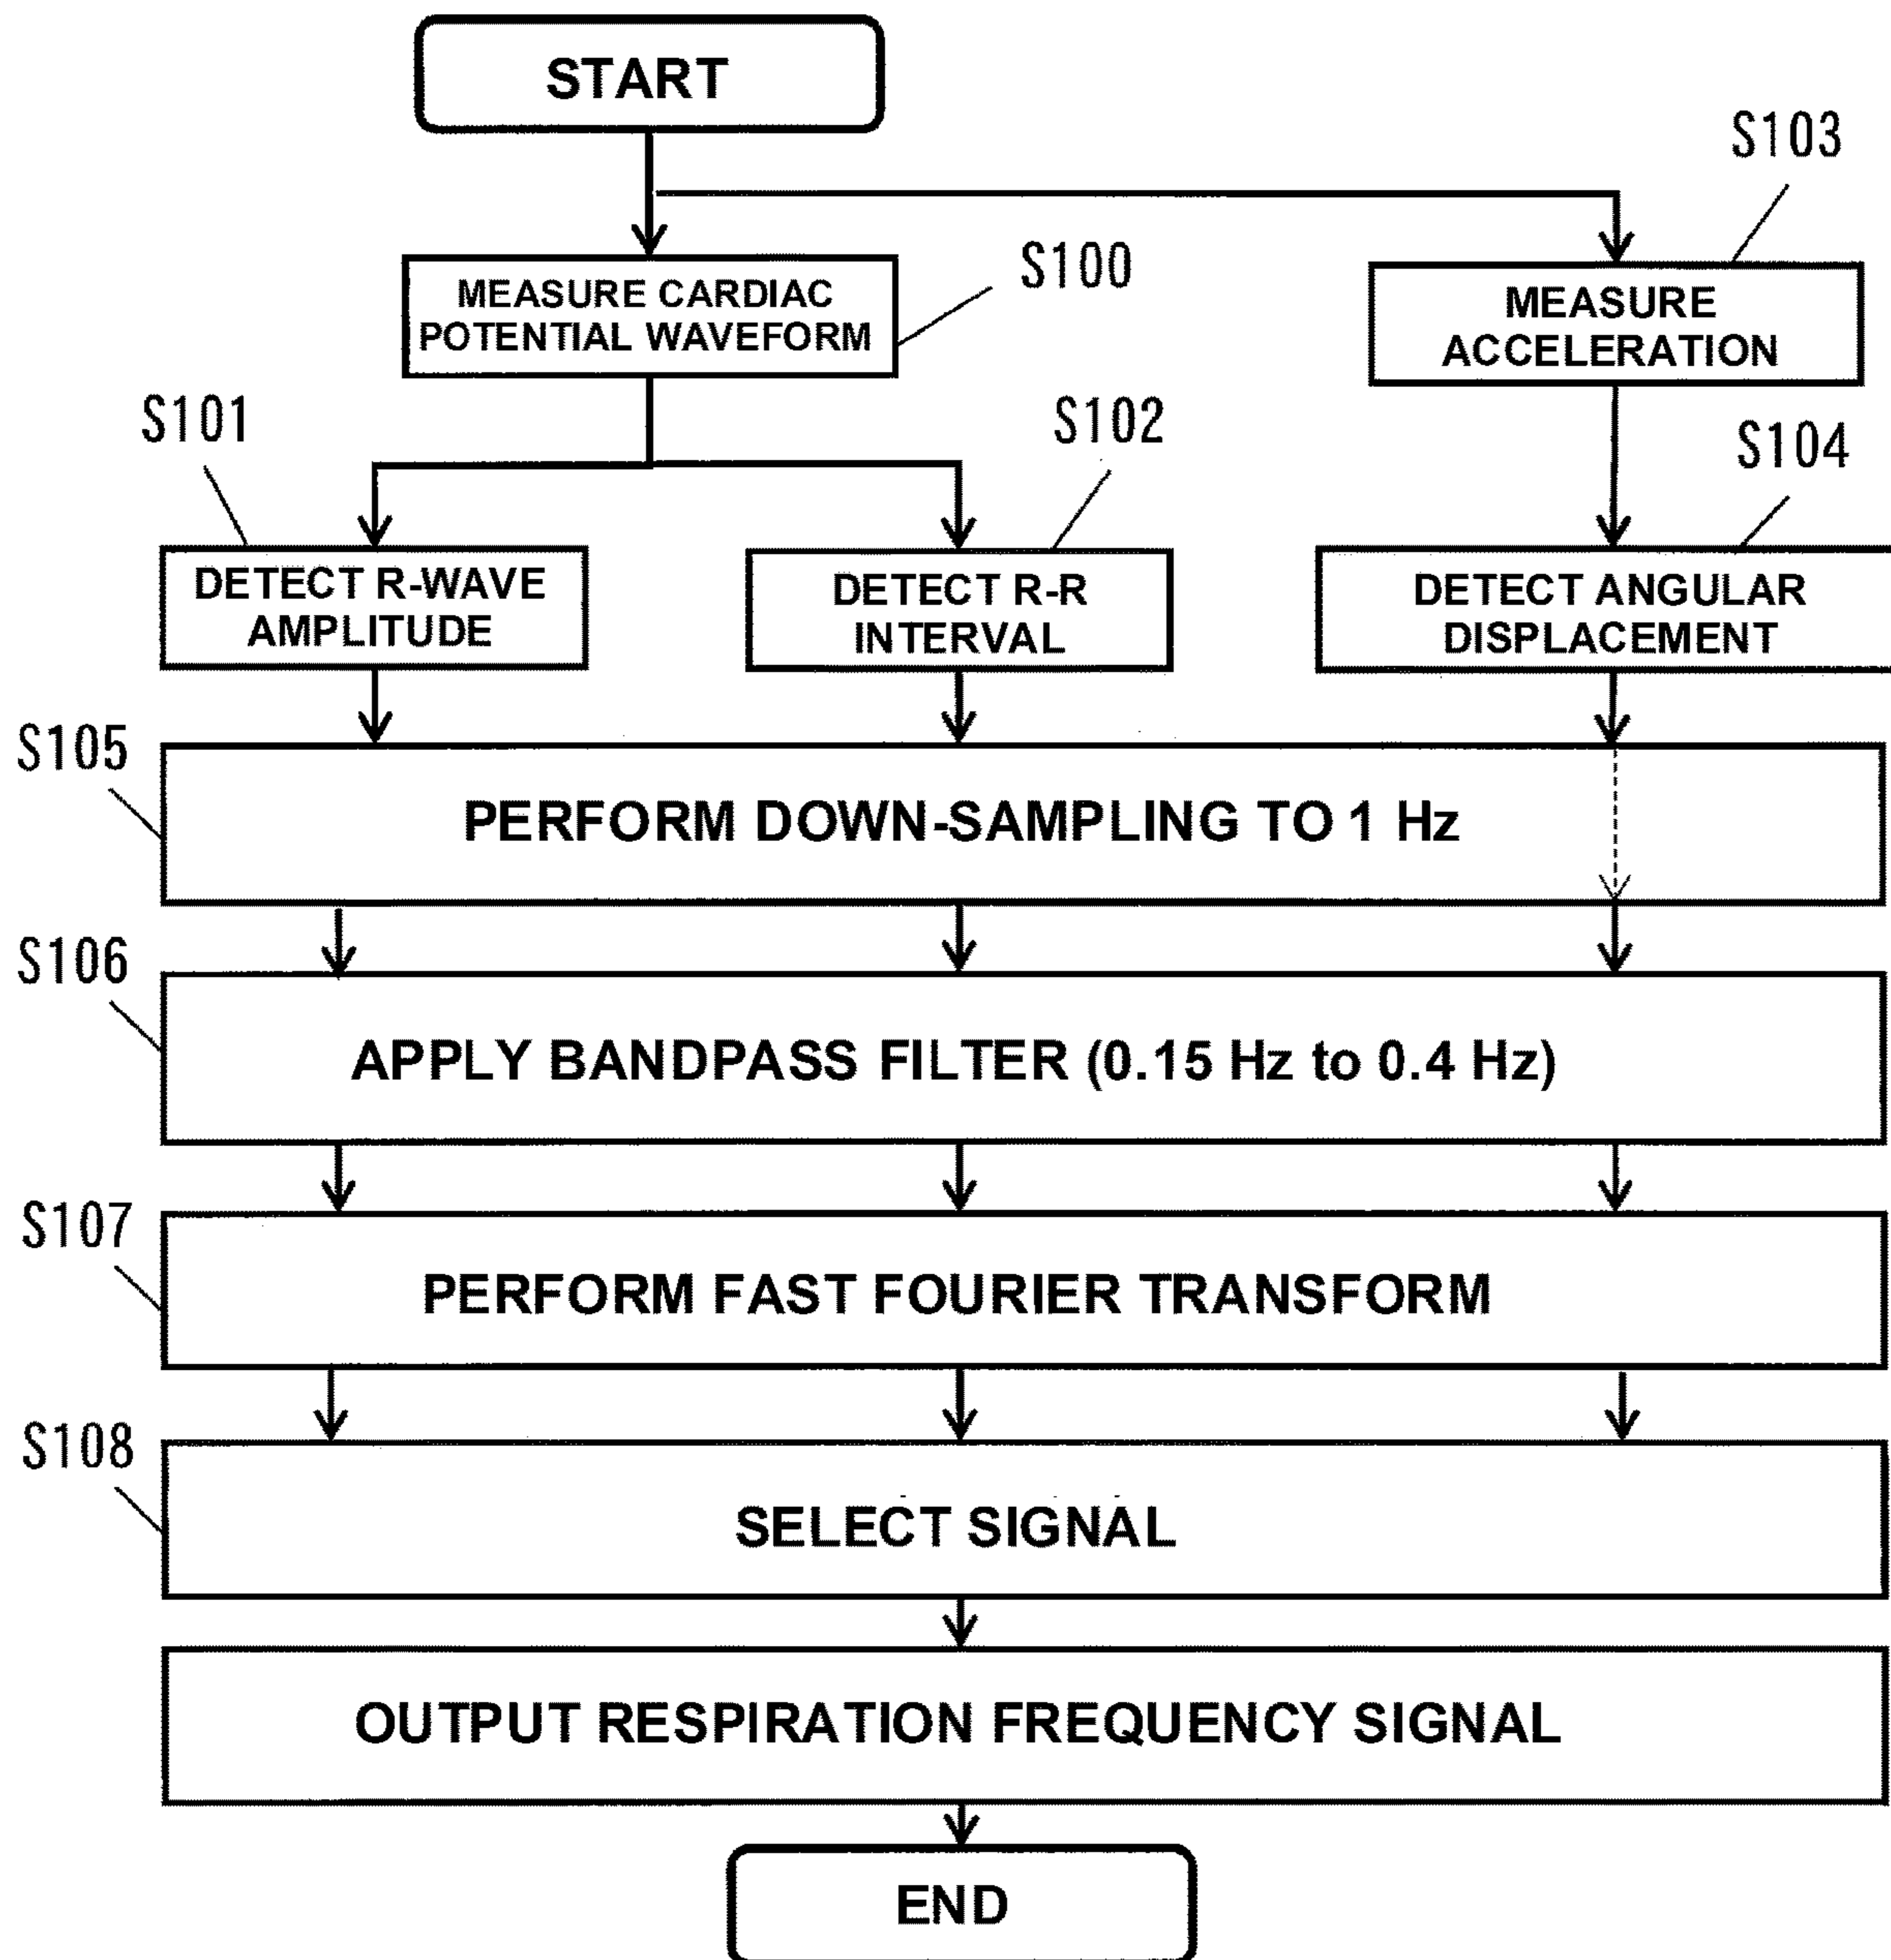 START
S103
S100
MEASURE CARDIAC
POTENTIAL WAVEFORM
MEASURE
ACCELERATION
S101
S102
S104
DETECT R-WAVE
AMPLITUDE
DETECT R-R
INTERVAL
DETECT ANGULAR
DISPLACEMENT
S105
PERFORM DOWN-SAMPLING TO 1 Hz
S106
APPLY BANDPASS FILTER (0.15 Hz to 0.4 Hz)
S107
PERFORM FAST FOURIER TRANSFORM
S108
SELECT SIGNAL
OUTPUT RESPIRATION FREQUENCY SIGNAL
END